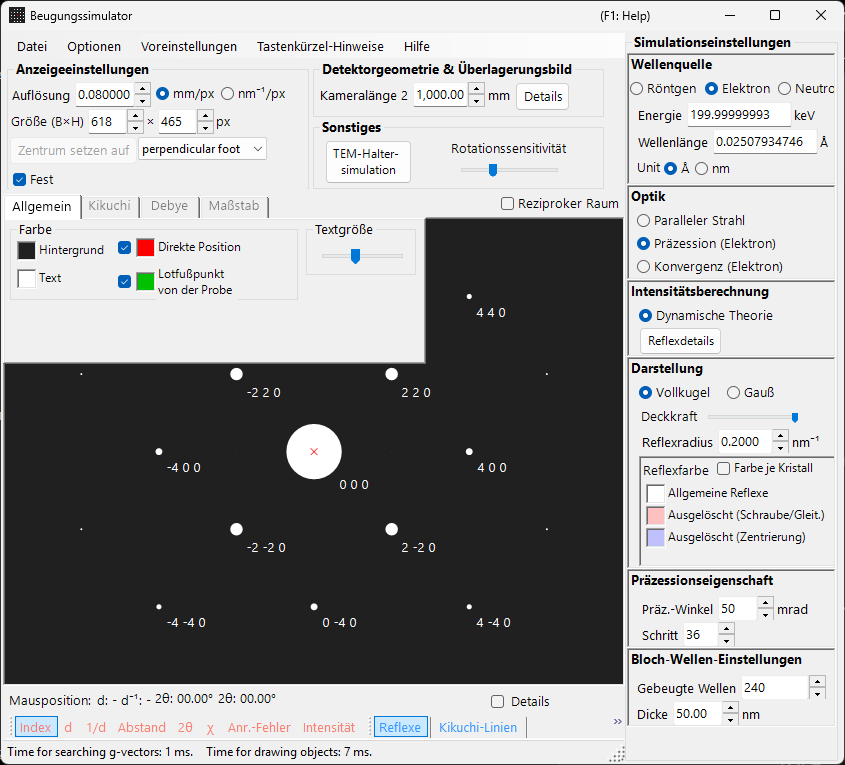 Beugungssimulator (F1: Help)
Datei Optionen Voreinstellungen Tastenkürzel-Hinweise Hilfe
Anzeigeeinstellungen
Auflösung 0.080000 mm/px nm⁻¹/px
Größe (B×H) 618 × 465 px
Zentrum setzen auf perpendicular foot
Fest
Detektorgeometrie & Überlagerungsbild
Kameralänge 2 1,000.00 mm Details
Sonstiges
TEM-Halter-
simulation
Rotationssensitivität
Allgemein Kikuchi Debye Maßstab Reziproker Raum
Farbe
Hintergrund Direkte Position
Text Lotfußpunkt
von der Probe
Textgröße
4 4 0
-2 2 0 2 2 0
-4 0 0 0 0 0 4 0 0
-2 -2 0 2 -2 0
-4 -4 0 0 -4 0 4 -4 0
Mausposition: d: - d⁻¹: - 2θ: 00.00° 2θ: 00.00° Details
Index d 1/d Abstand 2θ χ Anr.-Fehler Intensität Reflexe Kikuchi-Linien »
Time for searching g-vectors: 1 ms. Time for drawing objects: 7 ms.
Simulationseinstellungen
Wellenquelle
Röntgen Elektron Neutro
Energie 199.99999993 keV
Wellenlänge 0.02507934746 Å
Unit Å nm
Optik
Paralleler Strahl
Präzession (Elektron)
Konvergenz (Elektron)
Intensitätsberechnung
Dynamische Theorie
Reflexdetails
Darstellung
Vollkugel Gauß
Deckkraft
Reflexradius 0.2000 nm⁻¹
Reflexfarbe Farbe je Kristall
Allgemeine Reflexe
Ausgelöscht (Schraube/Gleit.)
Ausgelöscht (Zentrierung)
Präzessionseigenschaft
Präz.-Winkel 50 mrad
Schritt 36
Bloch-Wellen-Einstellungen
Gebeugte Wellen 240
Dicke 50.00 nm